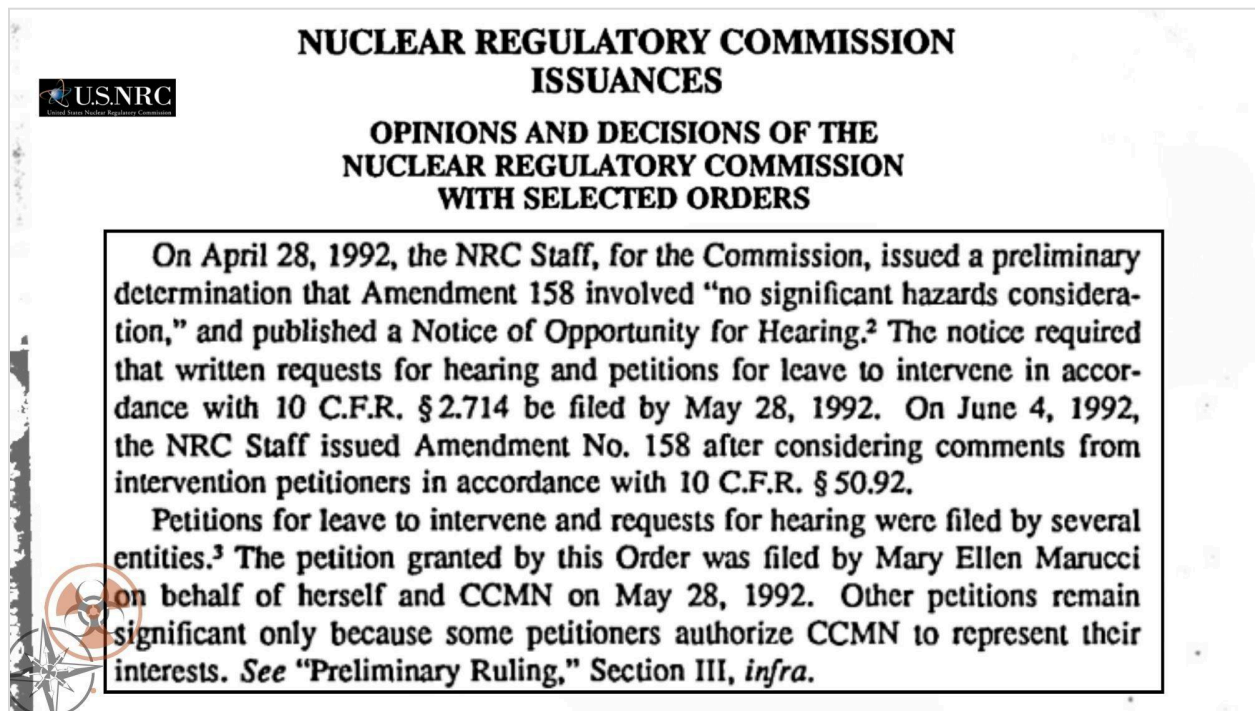 NUCLEAR REGULATORY COMMISSION
ISSUANCES
U.S.NRC
United States Nuclear Regulatory Commission
OPINIONS AND DECISIONS OF THE
NUCLEAR REGULATORY COMMISSION
WITH SELECTED ORDERS
On April 28, 1992, the NRC Staff, for the Commission, issued a preliminary
determination that Amendment 158 involved “no significant hazards considera-
tion,” and published a Notice of Opportunity for Hearing.² The notice required
that written requests for hearing and petitions for leave to intervene in accor-
dance with 10 C.F.R. § 2.714 be filed by May 28, 1992. On June 4, 1992,
the NRC Staff issued Amendment No. 158 after considering comments from
intervention petitioners in accordance with 10 C.F.R. § 50.92.
Petitions for leave to intervene and requests for hearing were filed by several
entities.³ The petition granted by this Order was filed by Mary Ellen Marucci
on behalf of herself and CCMN on May 28, 1992. Other petitions remain
significant only because some petitioners authorize CCMN to represent their
interests. See “Preliminary Ruling,” Section III, infra.